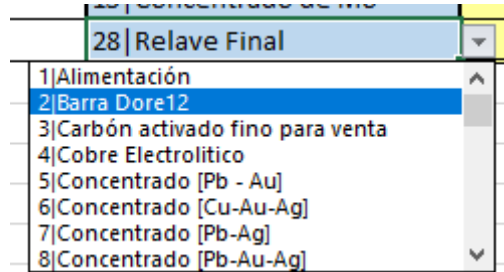 28|Relave Final
1|Alimentación
2|Barra Dore12
3|Carbón activado fino para venta
4|Cobre Electrolitico
5|Concentrado [Pb - Au]
6|Concentrado [Cu-Au-Ag]
7|Concentrado [Pb-Ag]
8|Concentrado [Pb-Au-Ag]